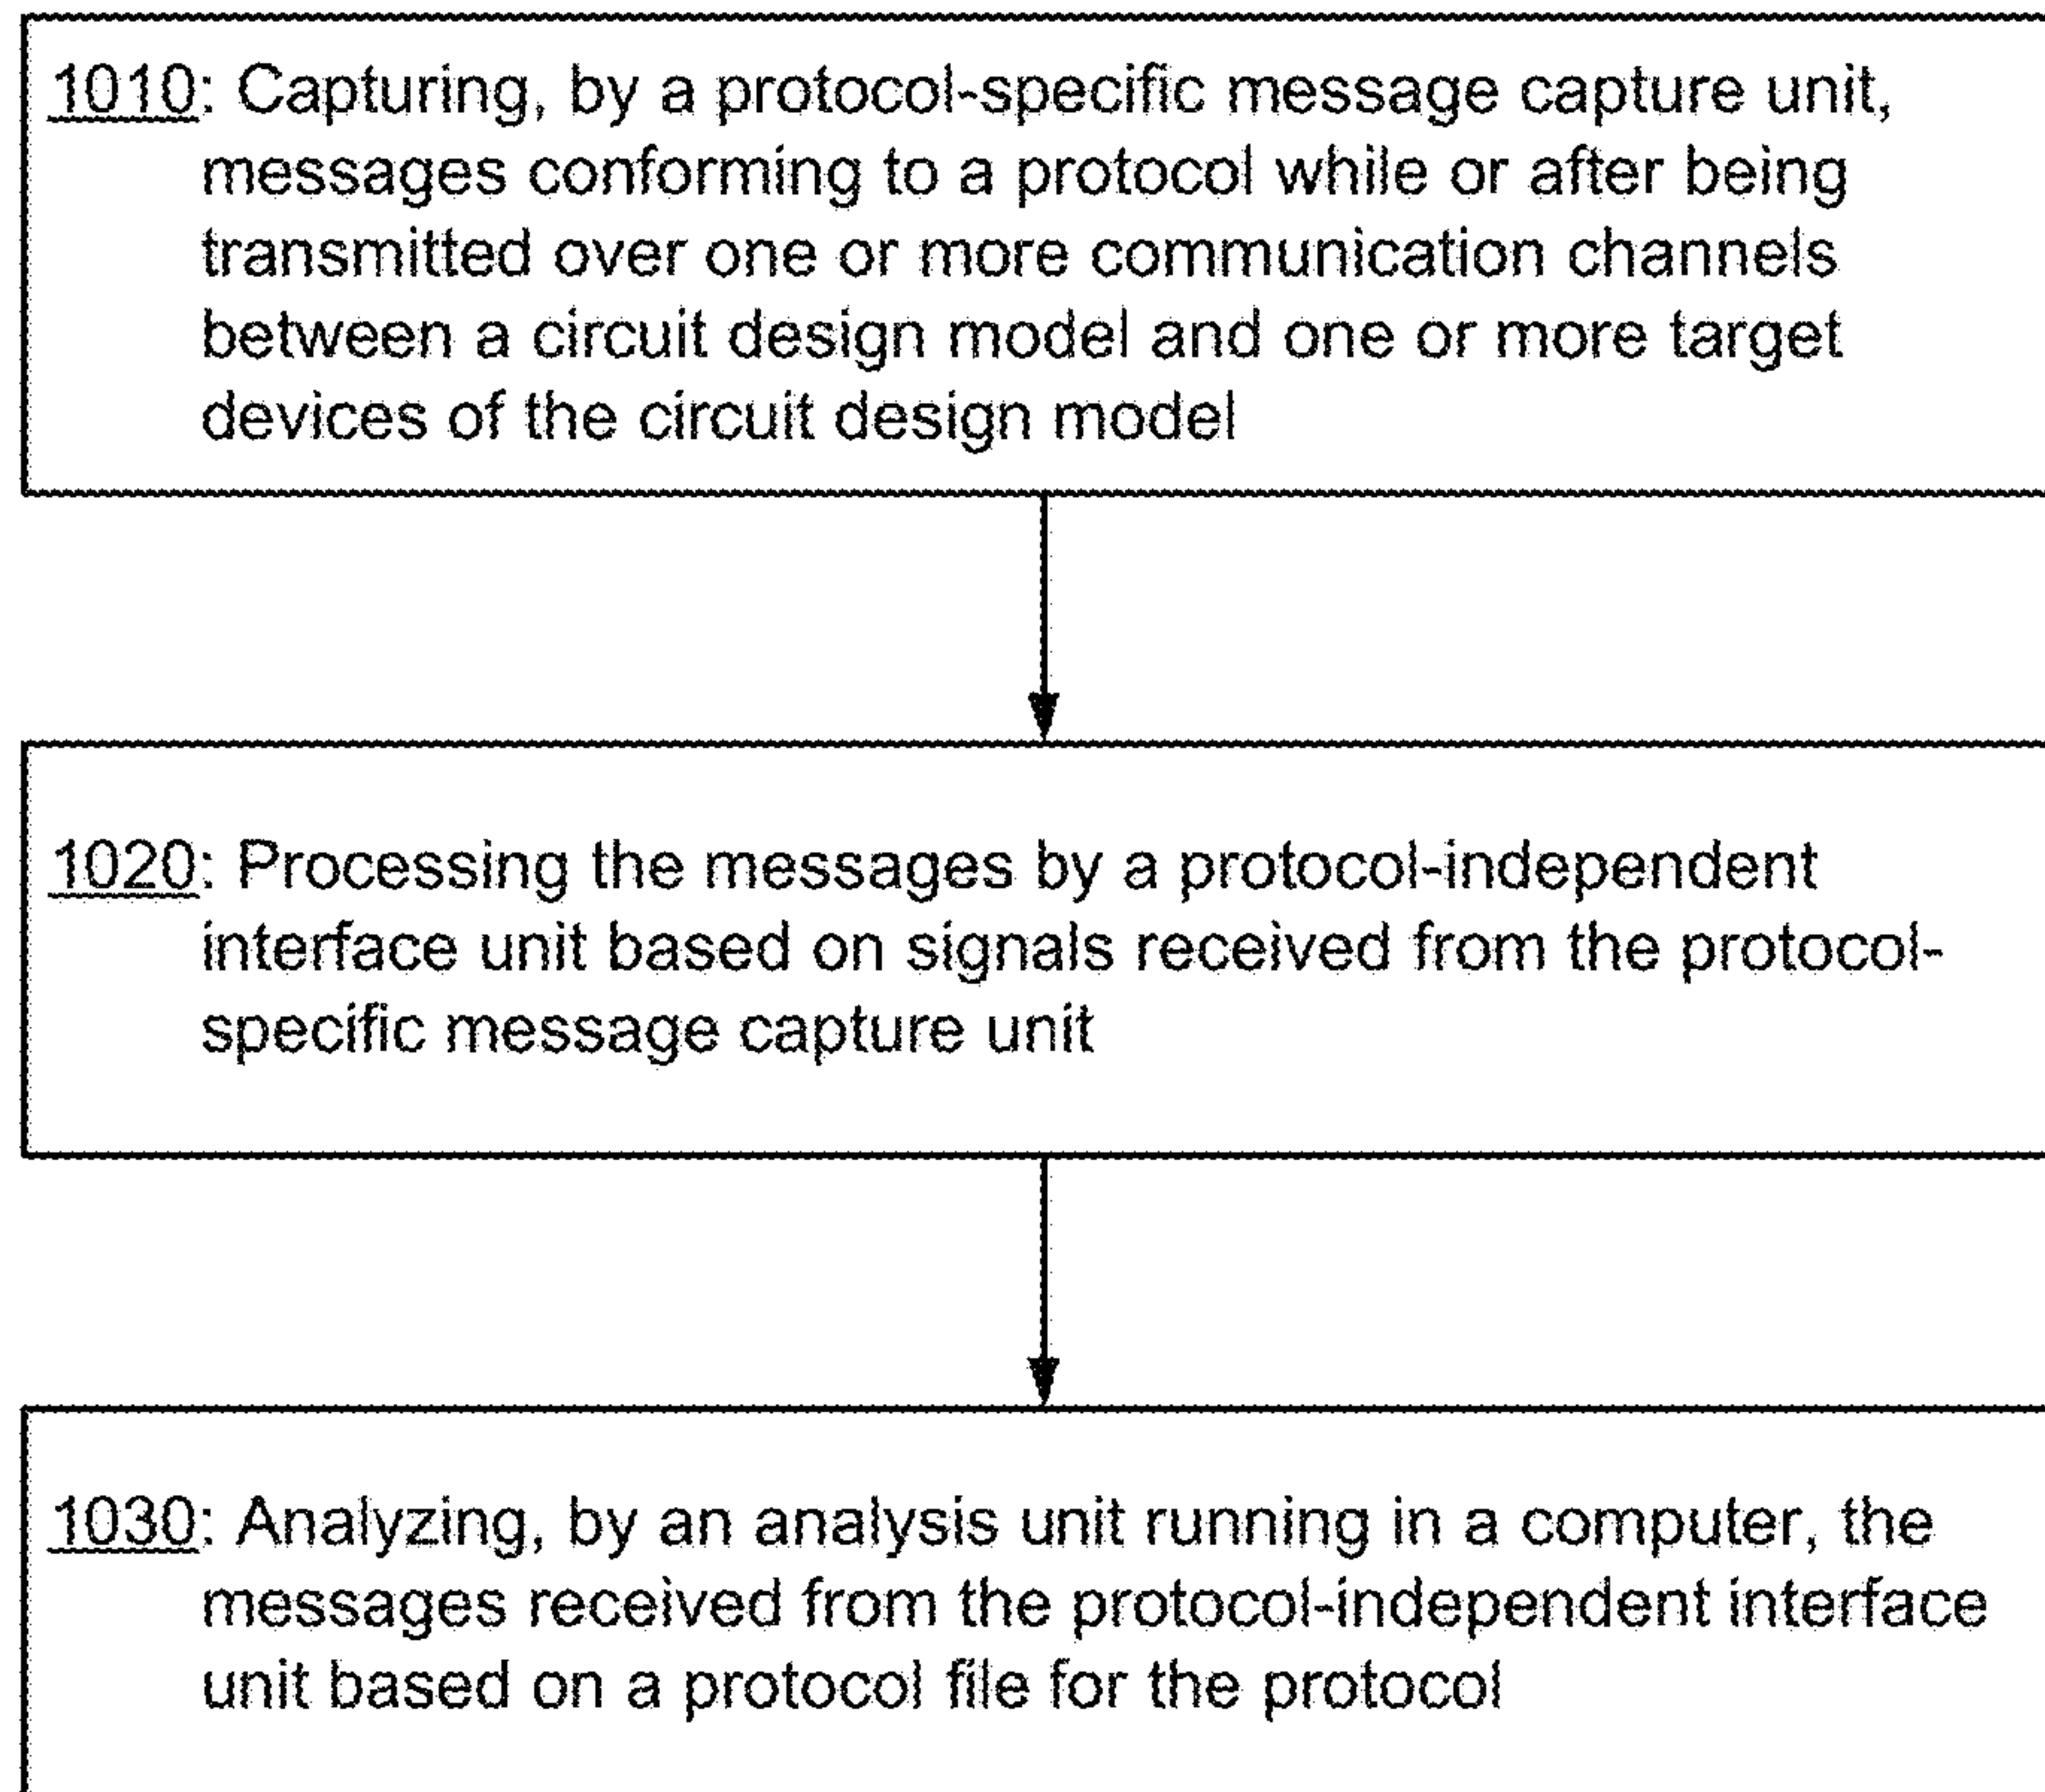 1010: Capturing, by a protocol-specific message capture unit,
messages conforming to a protocol while or after being
transmitted over one or more communication channels
between a circuit design model and one or more target
devices of the circuit design model
1020: Processing the messages by a protocol-independent
interface unit based on signals received from the protocol-
specific message capture unit
1030: Analyzing, by an analysis unit running in a computer, the
messages received from the protocol-independent interface
unit based on a protocol file for the protocol